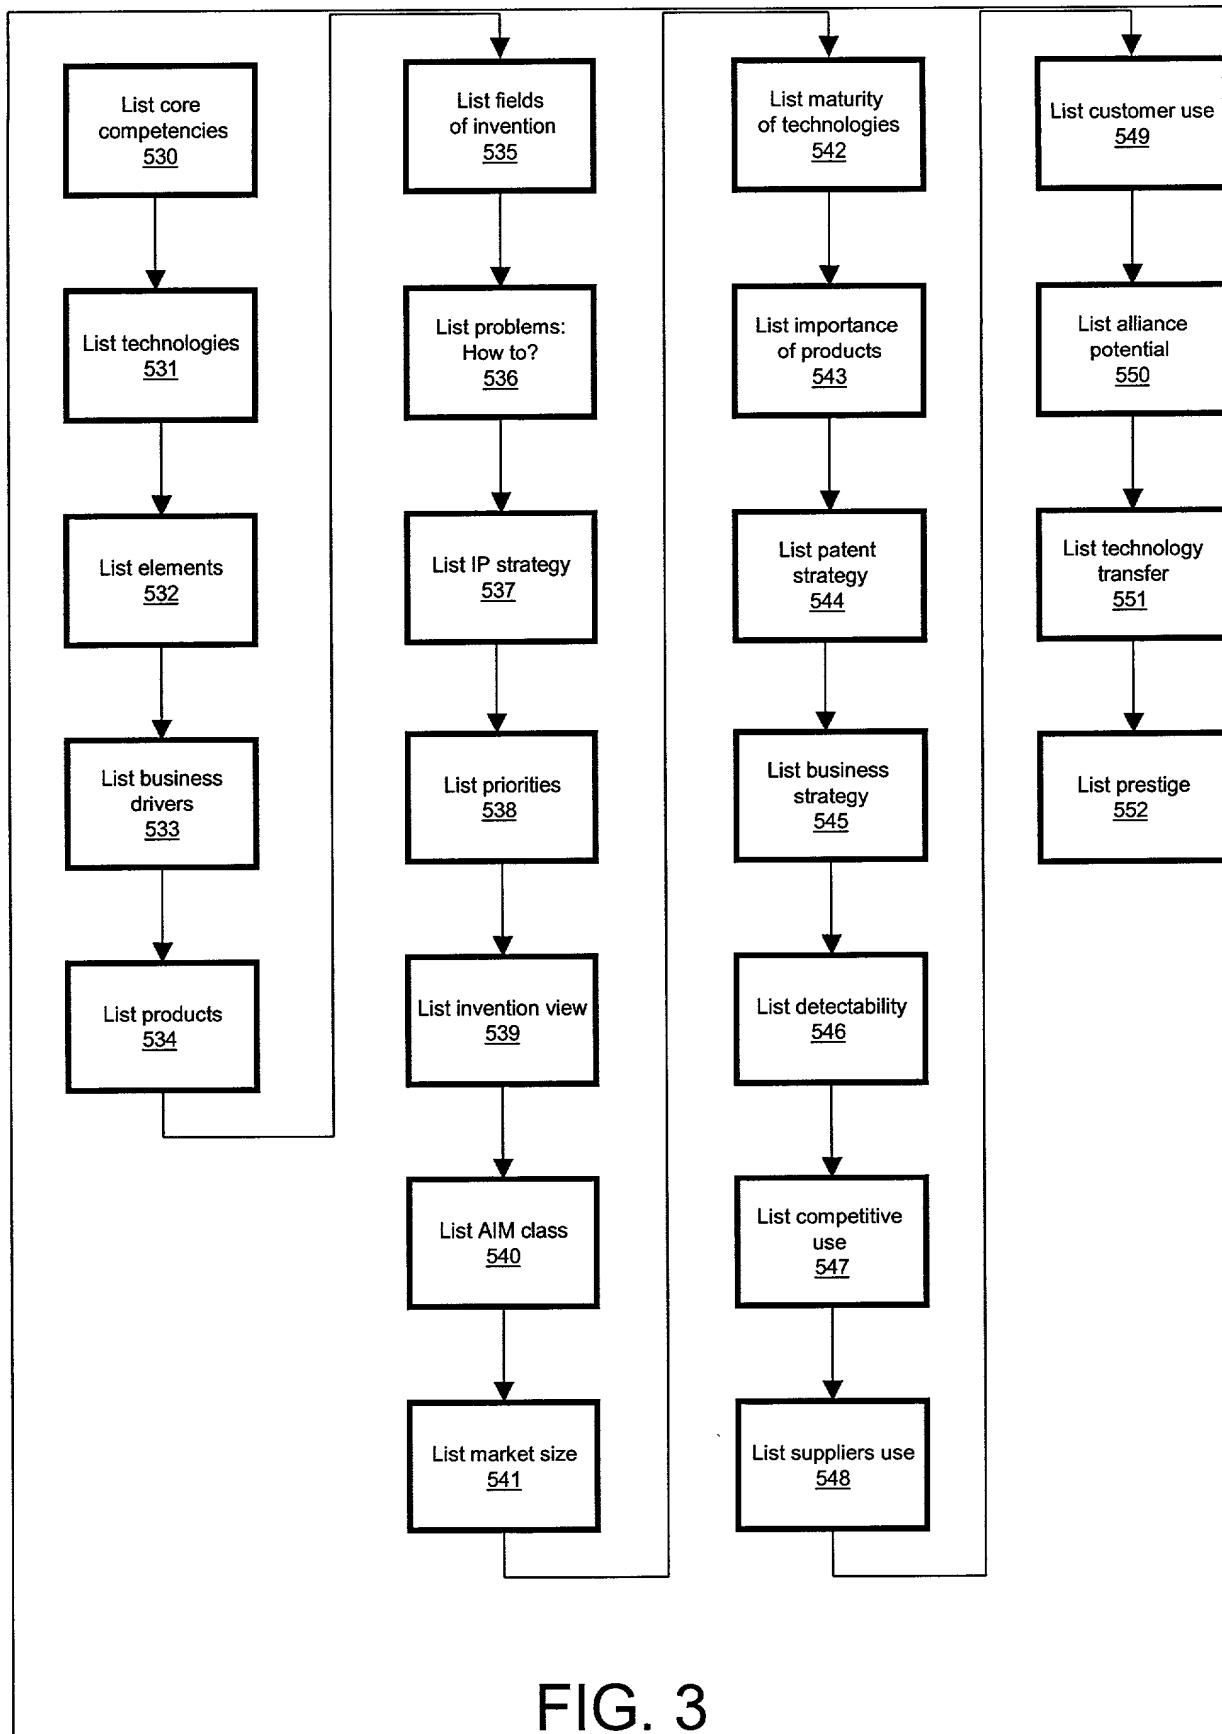 List core
competencies
530
List technologies
531
List elements
532
List business
drivers
533
List products
534
List fields
of invention
535
List problems:
How to?
536
List IP strategy
537
List priorities
538
List invention view
539
List AIM class
540
List market size
541
List maturity
of technologies
542
List importance
of products
543
List patent
strategy
544
List business
strategy
545
List detectability
546
List competitive
use
547
List suppliers use
548
List customer use
549
List alliance
potential
550
List technology
transfer
551
List prestige
552
FIG. 3